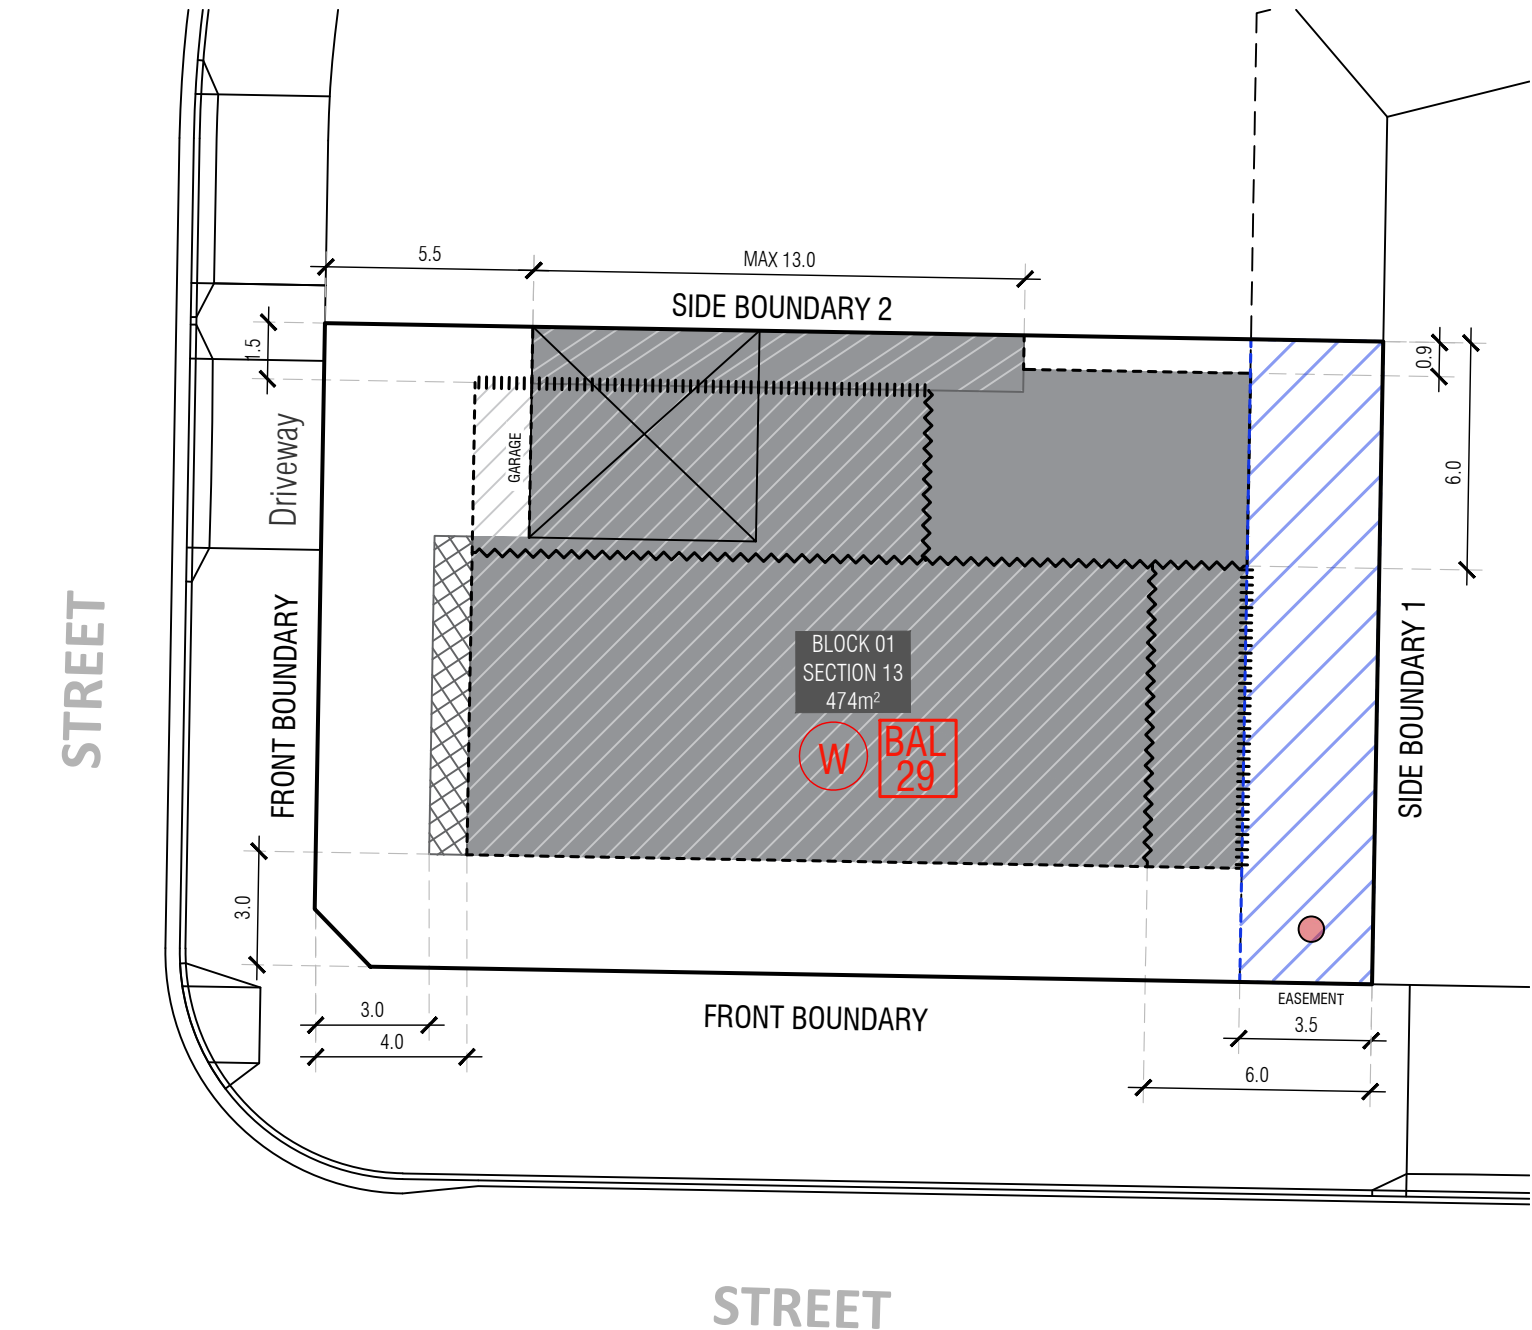 5.5
MAX 13.0
SIDE BOUNDARY 2
1.5
0.9
6.0
Driveway
GARAGE
STREET
FRONT BOUNDARY
BLOCK 01
SECTION 13
474m²
W
BAL
29
SIDE BOUNDARY 1
3.0
3.0
4.0
FRONT BOUNDARY
EASEMENT
3.5
6.0
STREET